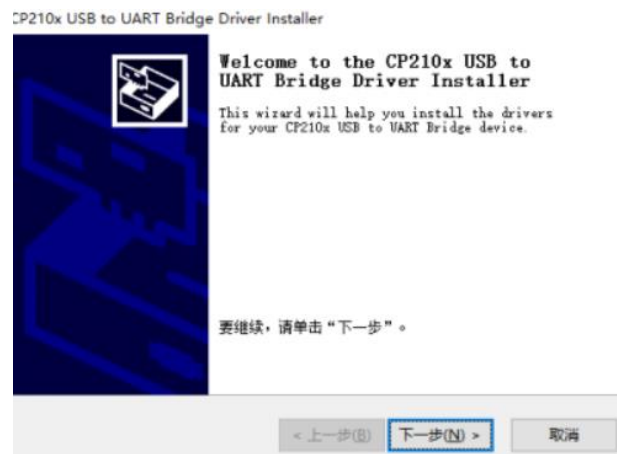 CP210x USB to UART Bridge Driver Installer
Welcome to the CP210x USB to
UART Bridge Driver Installer
This wizard will help you install the drivers
for your CP210x USB to UART Bridge device.
要继续，请单击“下一步”。
< 上一步(B)
下一步(N) >
取消